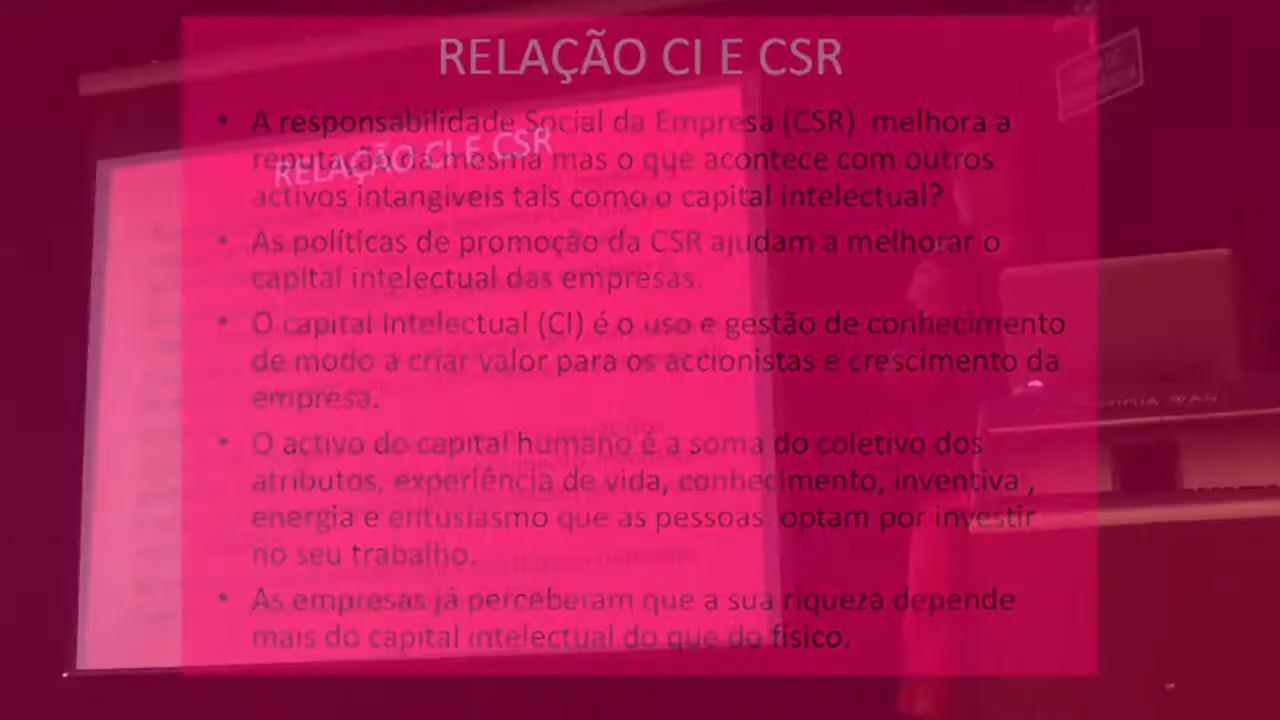 RELAÇÃO CI E CSR
• A responsabilidade Social da Empresa (CSR) melhora a
reputação da mesma mas o que acontece com outros
activos intangíveis tais como o capital intelectual?
• As políticas de promoção da CSR ajudam a melhorar o
capital intelectual das empresas.
• O capital Intelectual (CI) é o uso e gestão de conhecimento
de modo a criar valor para os accionistas e crescimento da
empresa.
• O activo do capital humano é a soma do coletivo dos
atributos, experiência de vida, conhecimento, inventiva ,
energia e entusiasmo que as pessoas optam por investir
no seu trabalho.
• As empresas já perceberam que a sua riqueza depende
mais do capital intelectual do que do físico.
RELAÇÃO CI E CSR